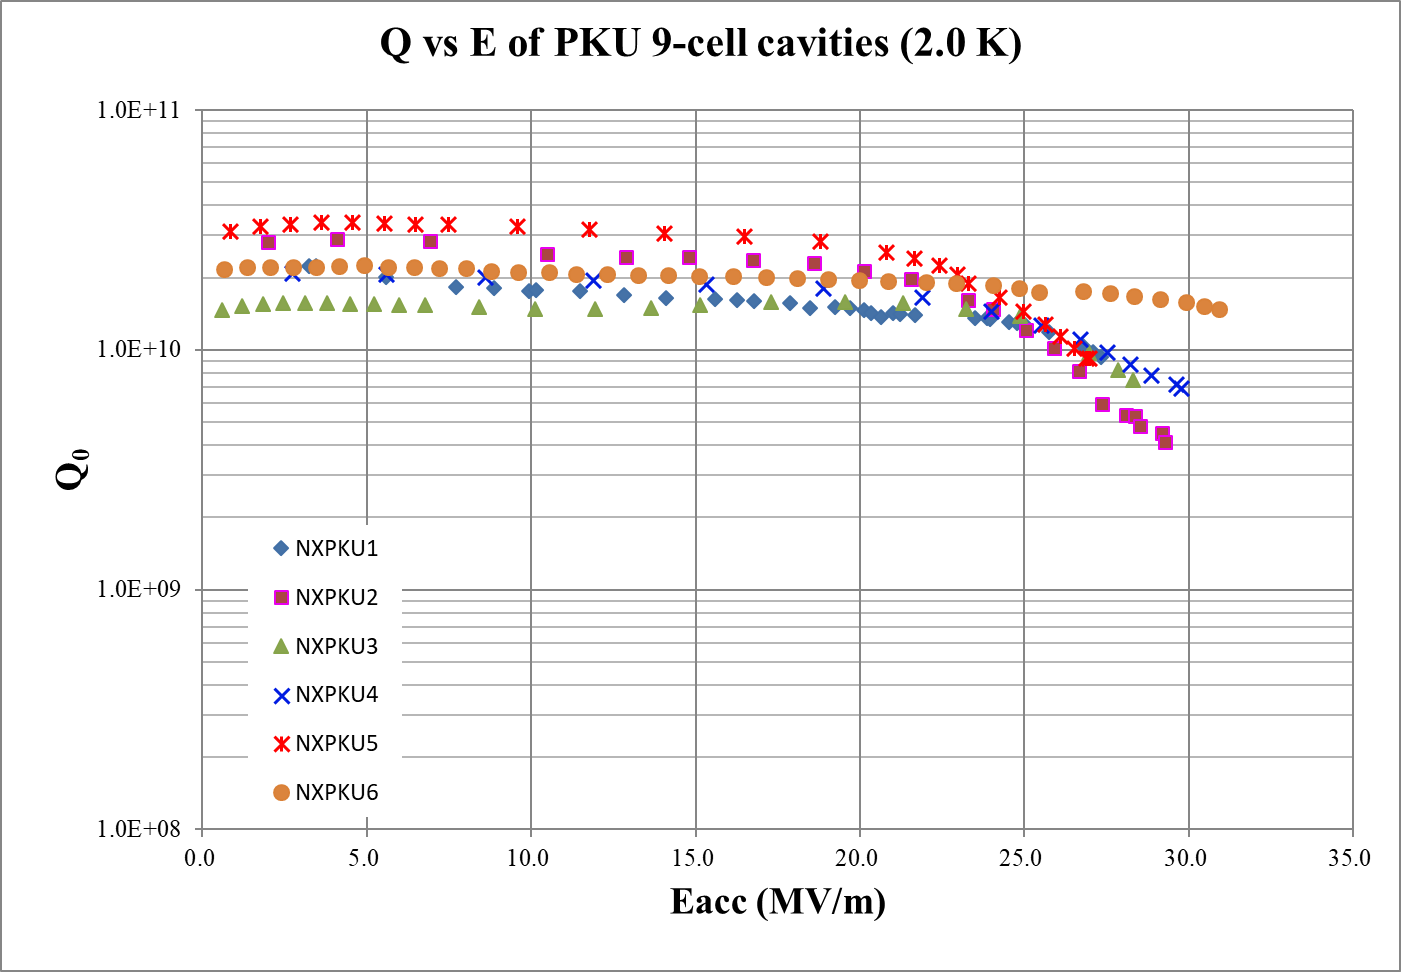 Q vs E of PKU 9-cell cavities (2.0 K)
1.0E+11
1.0E+10
1.0E+09
1.0E+08
Q0
NXPKU1
NXPKU2
NXPKU3
NXPKU4
NXPKU5
NXPKU6
0.0 5.0 10.0 15.0 20.0 25.0 30.0 35.0
Eacc (MV/m)